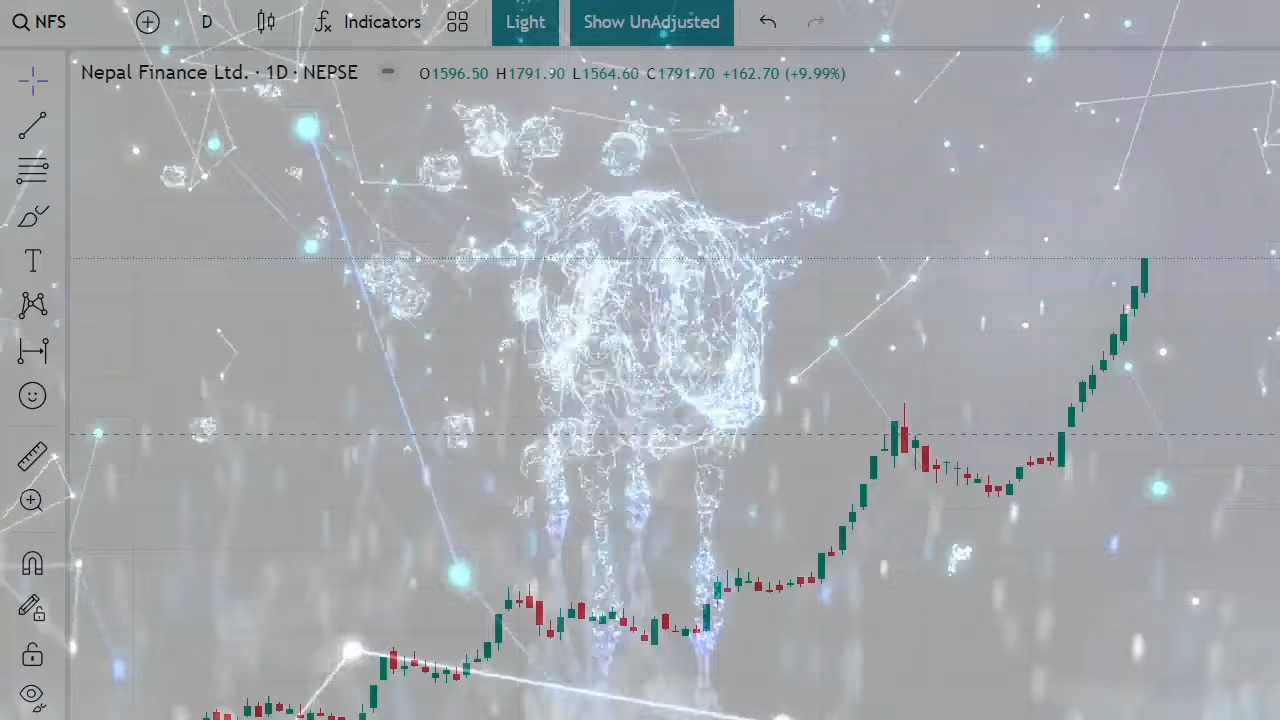 NFS D Indicators Light Show UnAdjusted
Nepal Finance Ltd. · 1D · NEPSE O1596.50 H1791.90 L1564.60 C1791.70 +162.70 (+9.99%)